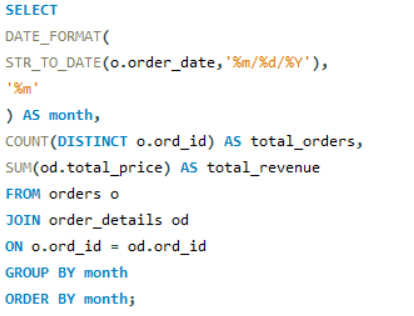 SELECT
DATE_FORMAT(
STR_TO_DATE(o.order_date,'%m/%d/%Y'),
'%m'
) AS month,
COUNT(DISTINCT o.ord_id) AS total_orders,
SUM(od.total_price) AS total_revenue
FROM orders o
JOIN order_details od
ON o.ord_id = od.ord_id
GROUP BY month
ORDER BY month;